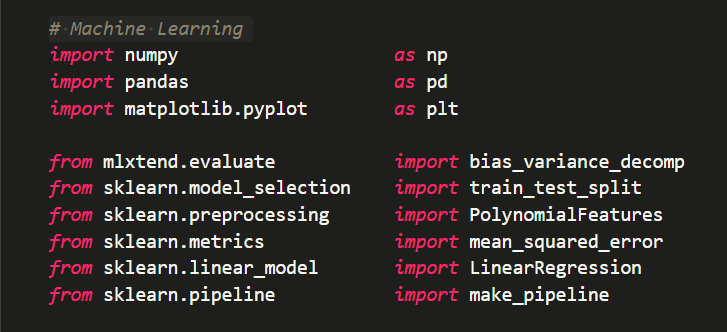 # Machine Learning
import numpy as np
import pandas as pd
import matplotlib.pyplot as plt
from mlxtend.evaluate import bias_variance_decomp
from sklearn.model_selection import train_test_split
from sklearn.preprocessing import PolynomialFeatures
from sklearn.metrics import mean_squared_error
from sklearn.linear_model import LinearRegression
from sklearn.pipeline import make_pipeline